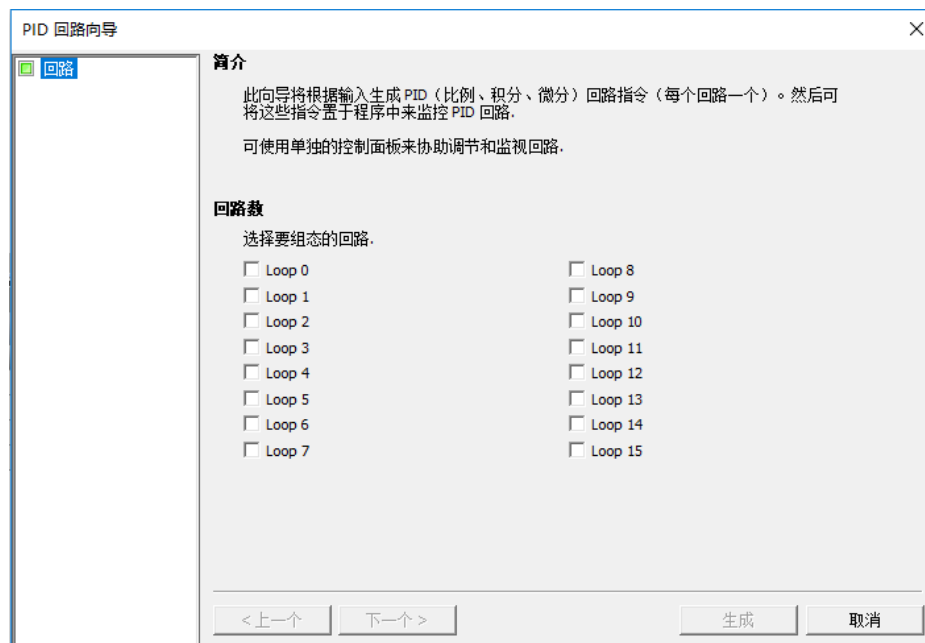 PID 回路向导
回路
简介
此向导将根据输入生成 PID（比例、积分、微分）回路指令（每个回路一个）。然后可
将这些指令置于程序中来监控 PID 回路.
可使用单独的控制面板来协助调节和监视回路.
回路数
选择要组态的回路.
Loop 0
Loop 1
Loop 2
Loop 3
Loop 4
Loop 5
Loop 6
Loop 7
Loop 8
Loop 9
Loop 10
Loop 11
Loop 12
Loop 13
Loop 14
Loop 15
< 上一个
下一个 >
生成
取消